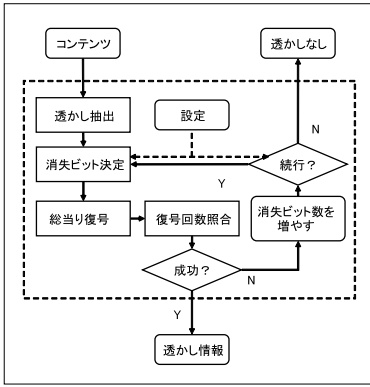 コンテンツ
透かしなし
N
透かし抽出
設定
消失ビット決定
続行？
Y
総当り復号
復号回数照合
消失ビット数を
増やす
成功？
N
Y
透かし情報